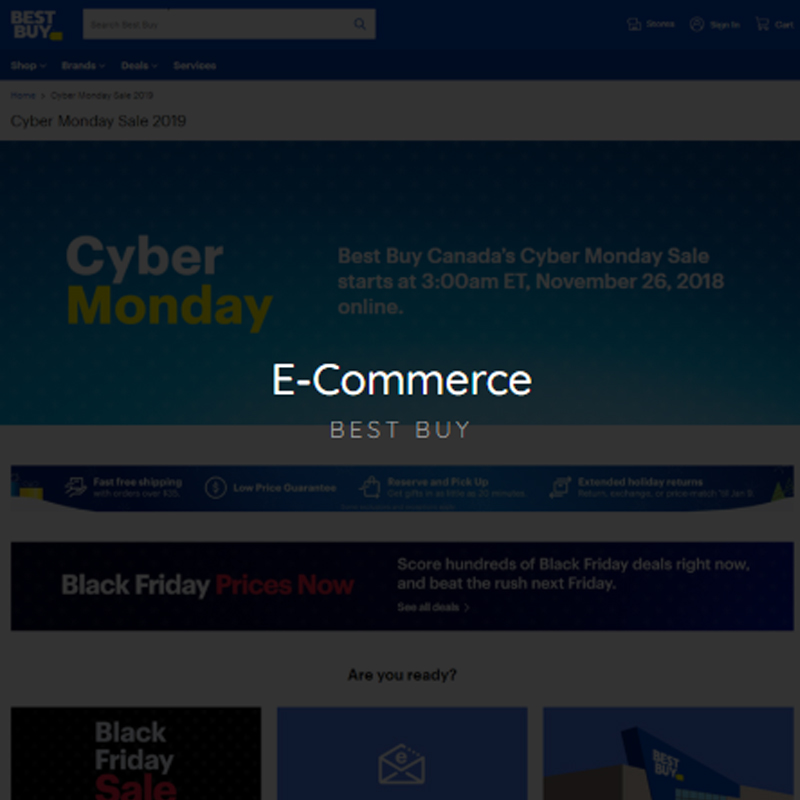 BEST
BUY
Search Best Buy
Stores
Sign In
Cart
Shop
Brands
Deals
Services
Home > Cyber Monday Sale 2019
Cyber Monday Sale 2019
Cyber
Monday
Best Buy Canada's Cyber Monday Sale
starts at 3:00am ET, November 26, 2018
online.
E-Commerce
BEST BUY
Fast free shipping
with orders over $35.
Low Price Guarantee
Reserve and Pick Up
Get gifts in as little as 20 minutes.
Extended holiday returns
Return, exchange, or price-match 'til Jan 5.
Black Friday Prices Now
Score hundreds of Black Friday deals right now,
and beat the rush next Friday.
See all deals >
Are you ready?
Black
Friday
Sale
e
BEST
BUY